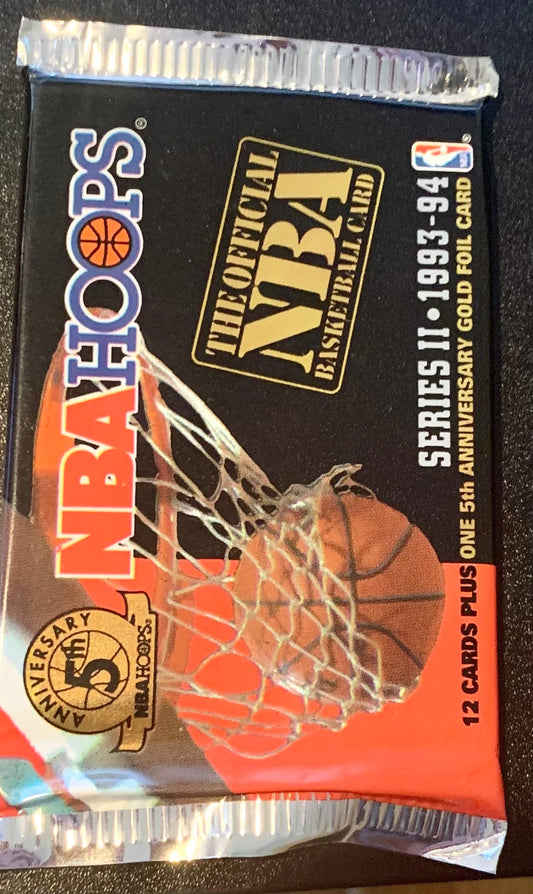 NBA HOOPS®
ANNIVERSARY
5th
NBA HOOPS®
THE OFFICIAL
NBA
BASKETBALL CARD
SERIES II • 1993-94
NBA ®
12 CARDS PLUS ONE 5th ANNIVERSARY GOLD FOIL CARD